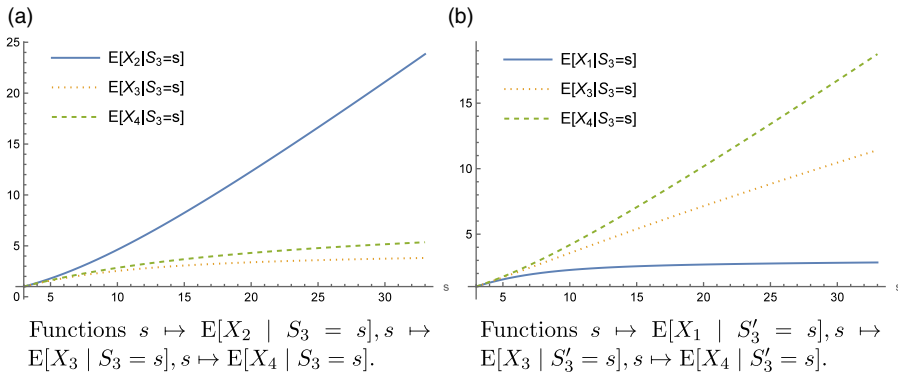 (a)
25
20
15
10
5
0
5
10
15
20
25
30
s
E[X₂|S₃=s]
E[X₃|S₃=s]
E[X₄|S₃=s]
Functions s ↦ E[X₂ | S₃ = s], s ↦
E[X₃ | S₃ = s], s ↦ E[X₄ | S₃ = s].
(b)
15
10
5
5
10
15
20
25
30
s
E[X₁|S₃=s]
E[X₃|S₃=s]
E[X₄|S₃=s]
Functions s ↦ E[X₁ | S′₃ = s], s ↦
E[X₃ | S′₃ = s], s ↦ E[X₄ | S′₃ = s].